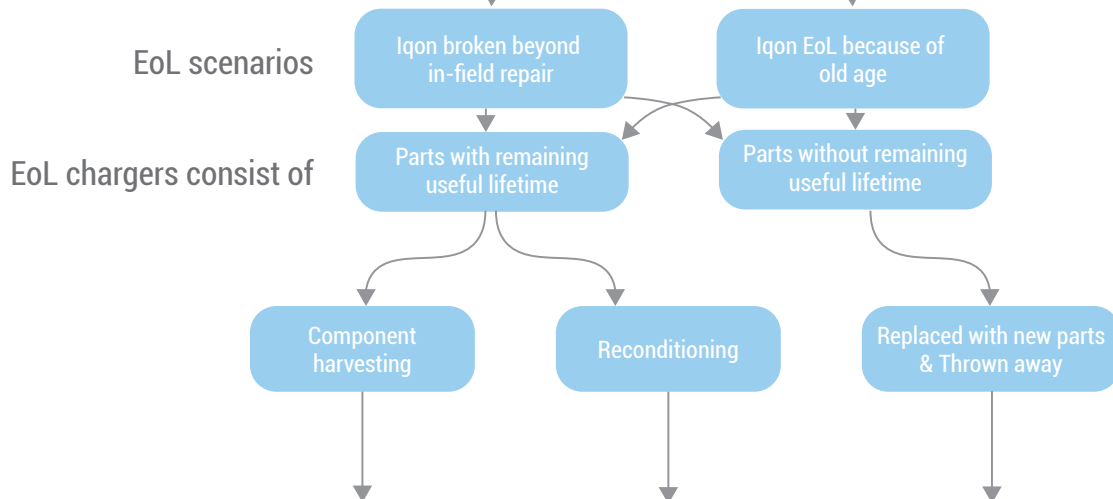 EoL scenarios
Iqon broken beyond
in-field repair
Iqon EoL because of
old age
EoL chargers consist of
Parts with remaining
useful lifetime
Parts without remaining
useful lifetime
Component
harvesting
Reconditioning
Replaced with new parts
& Thrown away